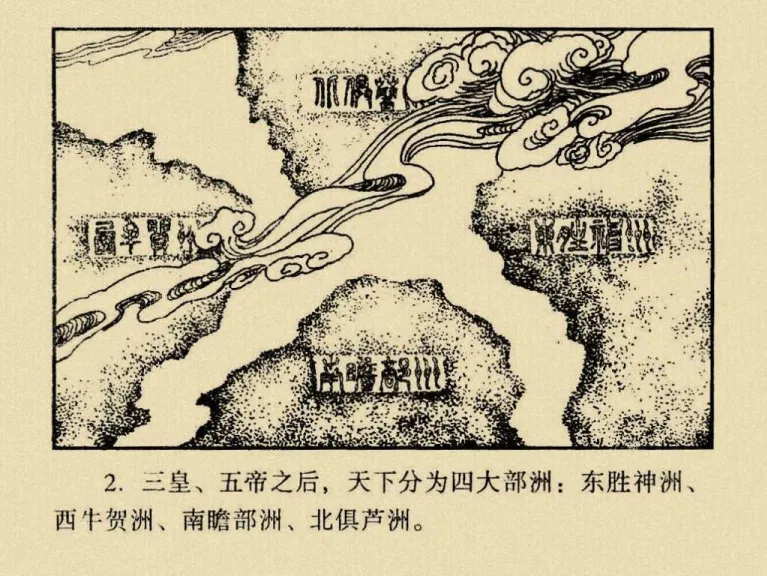 北俱芦
西牛贺洲
东胜神洲
南瞻部洲
2. 三皇、五帝之后，天下分为四大部洲：东胜神洲、
西牛贺洲、南瞻部洲、北俱芦洲。